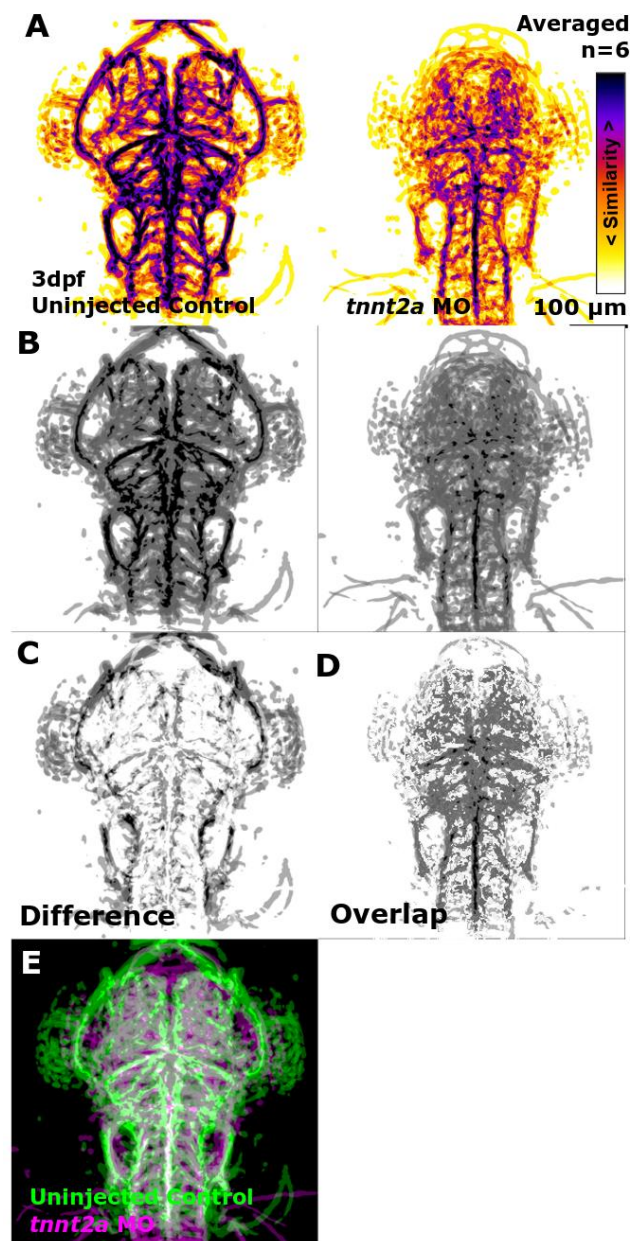 A
Averaged
n=6
< Similarity >
3dpf
Uninjected Control
tnnt2a MO
100 µm
B
C
D
Difference
Overlap
E
Uninjected Control
tnnt2a MO